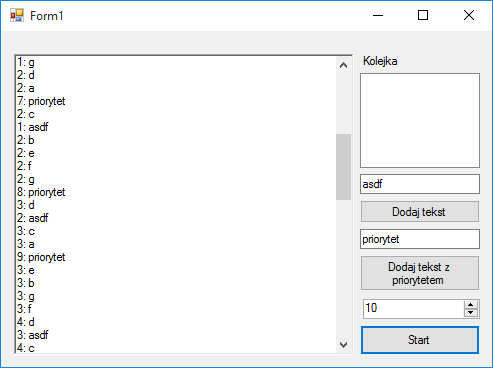 Form1
1: g
2: d
2: a
7: priorytet
2: c
1: asdf
2: b
2: e
2: f
2: g
8: priorytet
3: d
2: asdf
3: c
3: a
9: priorytet
3: e
3: b
3: g
3: f
4: d
3: asdf
4: c
Kolejka
asdf
Dodaj tekst
priorytet
Dodaj tekst z
priorytetem
10
Start